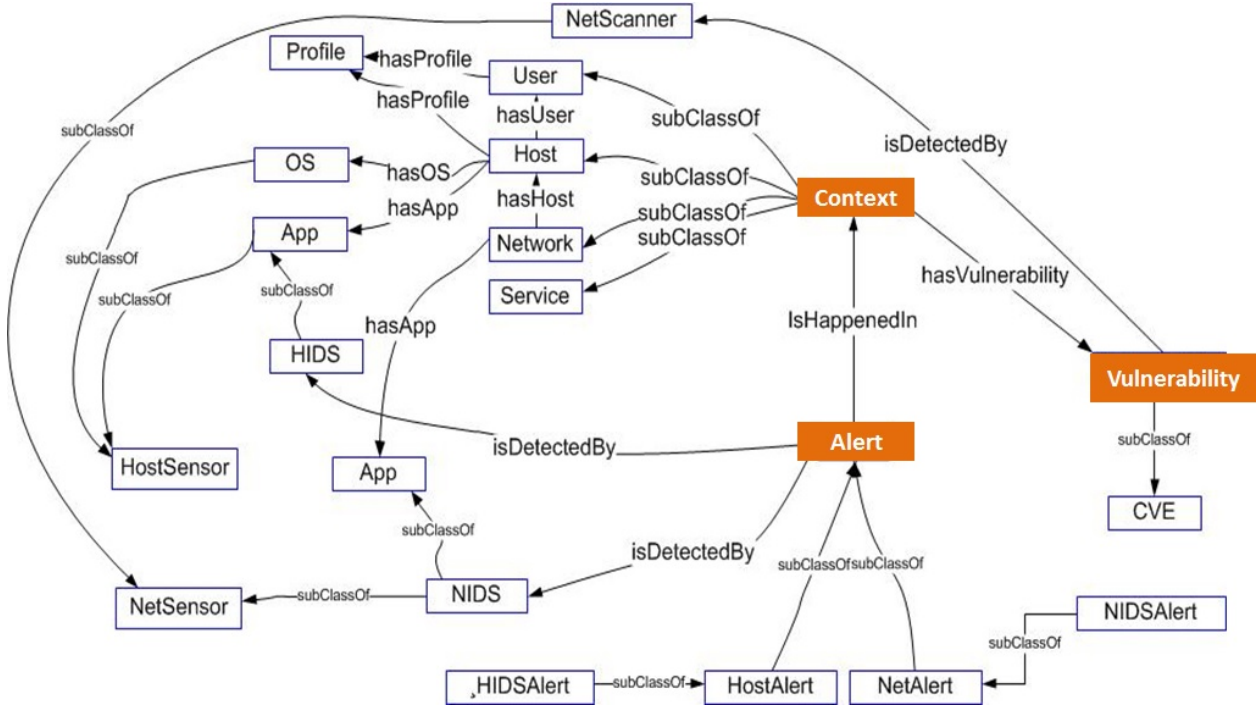 NetScanner
Profile
hasProfile
User
hasProfile
hasUser
subClassOf
subClassOf
isDetectedBy
OS
hasOS
Host
subClassOf
hasApp
hasHost
Context
App
subClassOf
Network
subClassOf
subClassOf
subClassOf
subClassOf
hasVulnerability
Service
hasApp
IsHappenedIn
HIDS
Vulnerability
isDetectedBy
Alert
subClassOf
HostSensor
App
CVE
subClassOf
isDetectedBy
subClassOf
subClassOf
NetSensor
subClassOf
NIDS
NIDSAlert
subClassOf
¸HIDSAlert
subClassOf
HostAlert
NetAlert